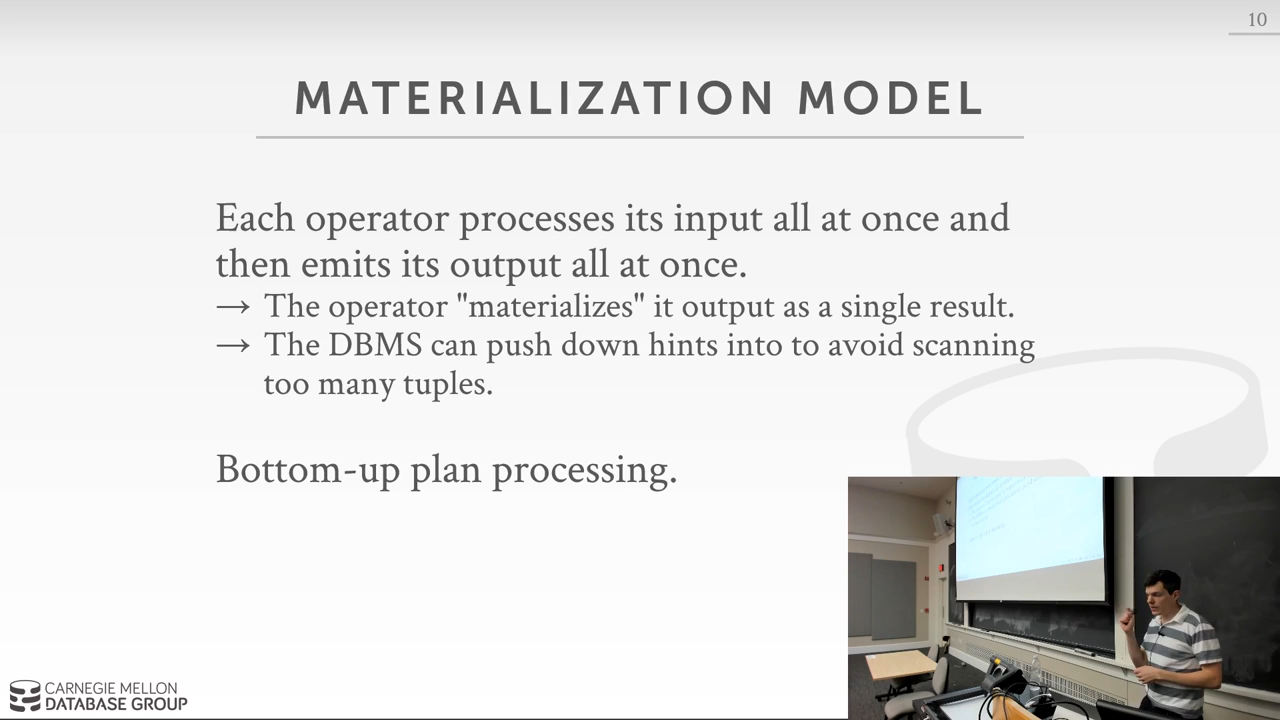 10
MATERIALIZATION MODEL
Each operator processes its input all at once and
then emits its output all at once.
→ The operator "materializes" it output as a single result.
→ The DBMS can push down hints into to avoid scanning
too many tuples.
Bottom-up plan processing.
CARNEGIE MELLON
DATABASE GROUP